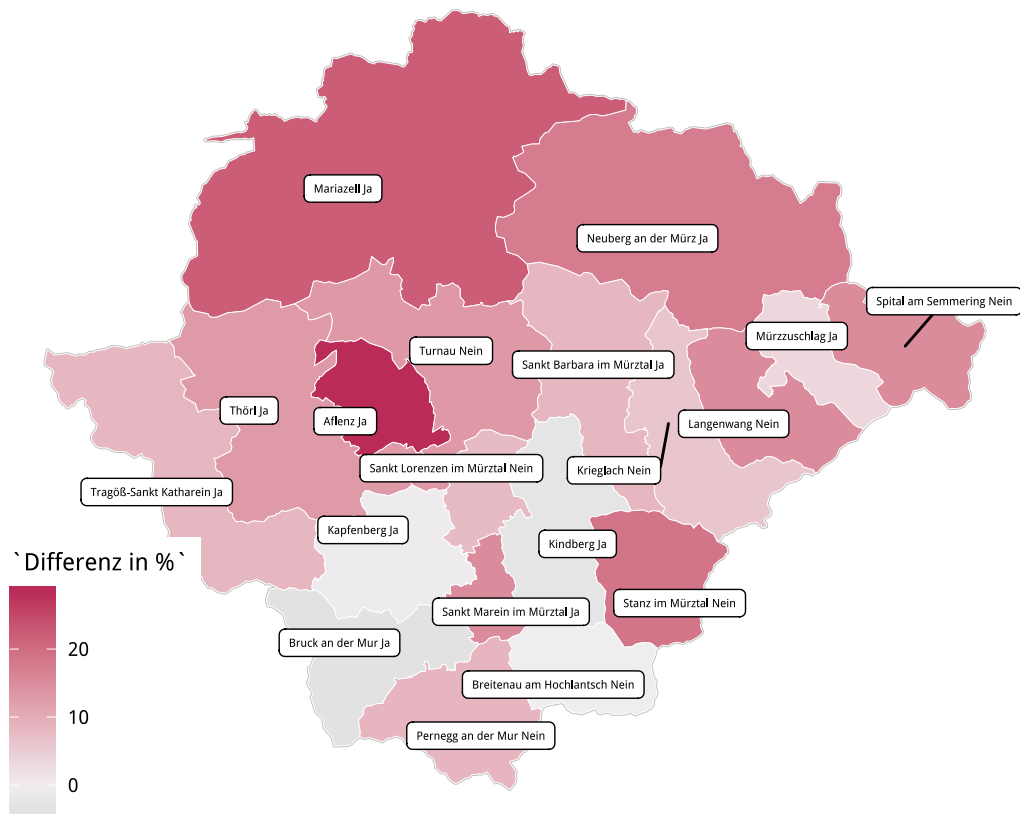 Mariazell Ja
Neuberg an der Mürz Ja
Spital am Semmering Nein
Mürzzuschlag Ja
Turnau Nein
Sankt Barbara im Mürztal Ja
Thörl Ja
Aflenz Ja
Langenwang Nein
Sankt Lorenzen im Mürztal Nein
Krieglach Nein
Tragöß-Sankt Katharein Ja
Kapfenberg Ja
Kindberg Ja
`Differenz in %`
Stanz im Mürztal Nein
Sankt Marein im Mürztal Ja
Bruck an der Mur Ja
20
Breitenau am Hochlantsch Nein
10
Pernegg an der Mur Nein
0